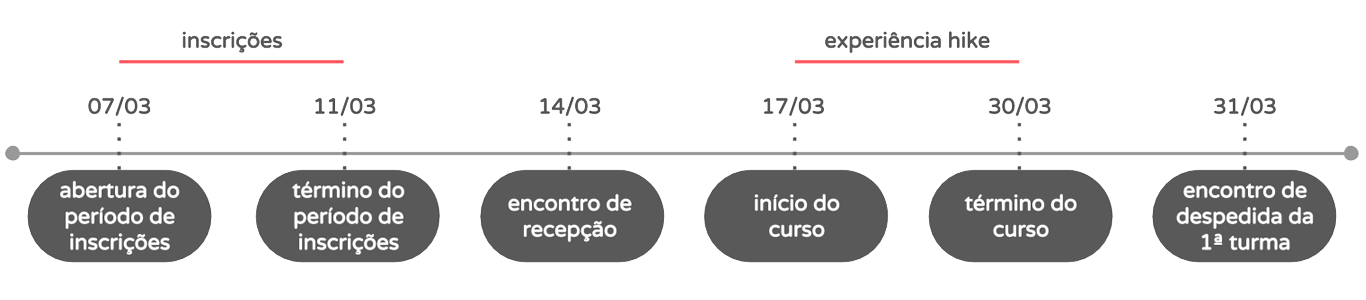 inscrições
experiência hike
07/03
11/03
14/03
17/03
30/03
31/03
abertura do
período de
inscrições
término do
período de
inscrições
encontro de
recepção
início do
curso
término do
curso
encontro de
despedida da
1ª turma